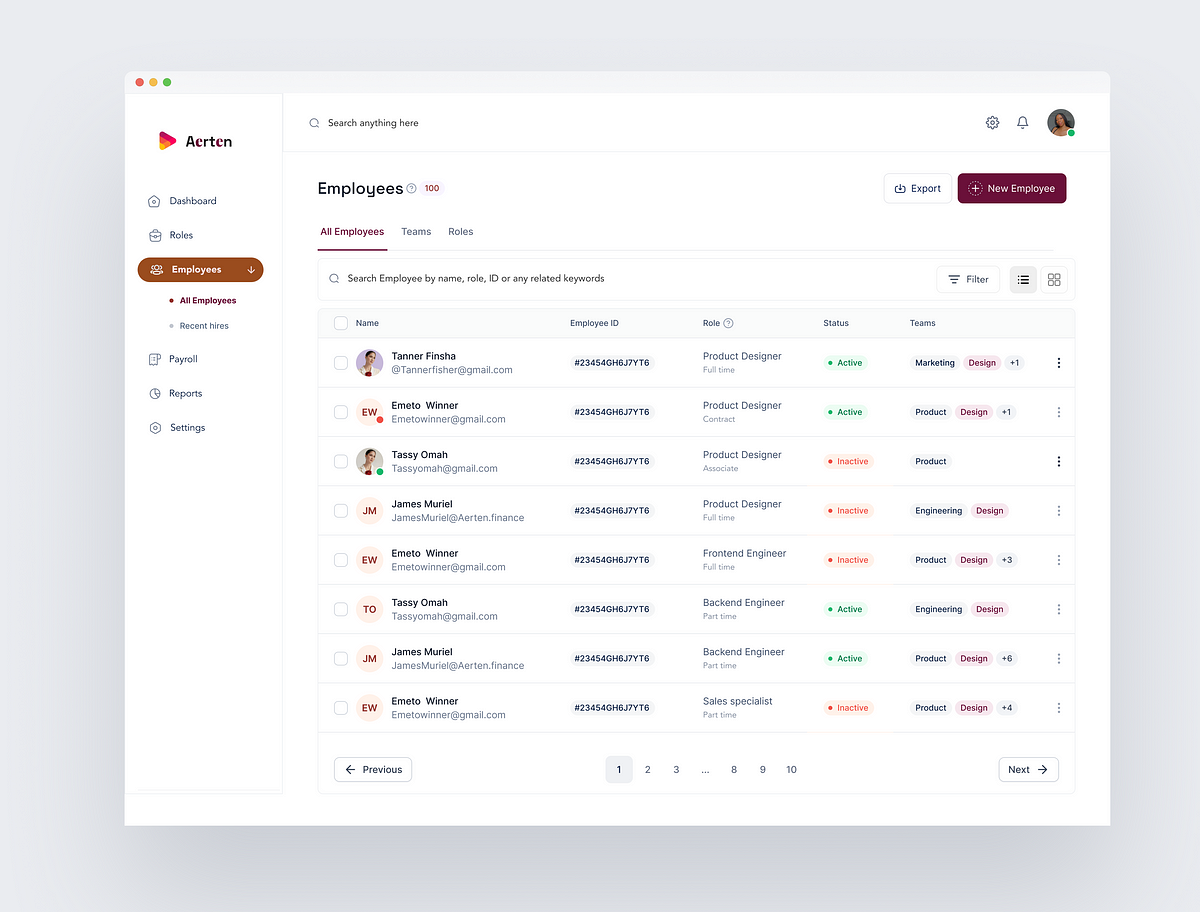 Aerten
Dashboard
Roles
Employees
All Employees
Recent hires
Payroll
Reports
Settings
Search anything here
Employees 100
Export
New Employee
All Employees Teams Roles
Search Employee by name, role, ID or any related keywords
Filter
Name Employee ID Role Status Teams
Tanner Finsha
@Tannerfisher@gmail.com
#23454GH6J7YT6
Product Designer
Full time
Active
Marketing Design +1
EW
Emeto Winner
Emetowinner@gmail.com
#23454GH6J7YT6
Product Designer
Contract
Active
Product Design +1
Tassy Omah
Tassyomah@gmail.com
#23454GH6J7YT6
Product Designer
Associate
Inactive
Product
JM
James Muriel
JamesMuriel@Aerten.finance
#23454GH6J7YT6
Product Designer
Full time
Inactive
Engineering Design
EW
Emeto Winner
Emetowinner@gmail.com
#23454GH6J7YT6
Frontend Engineer
Full time
Inactive
Product Design +3
TO
Tassy Omah
Tassyomah@gmail.com
#23454GH6J7YT6
Backend Engineer
Part time
Active
Engineering Design
JM
James Muriel
JamesMuriel@Aerten.finance
#23454GH6J7YT6
Backend Engineer
Part time
Active
Product Design +6
EW
Emeto Winner
Emetowinner@gmail.com
#23454GH6J7YT6
Sales specialist
Part time
Inactive
Product Design +4
Previous 1 2 3 ... 8 9 10 Next